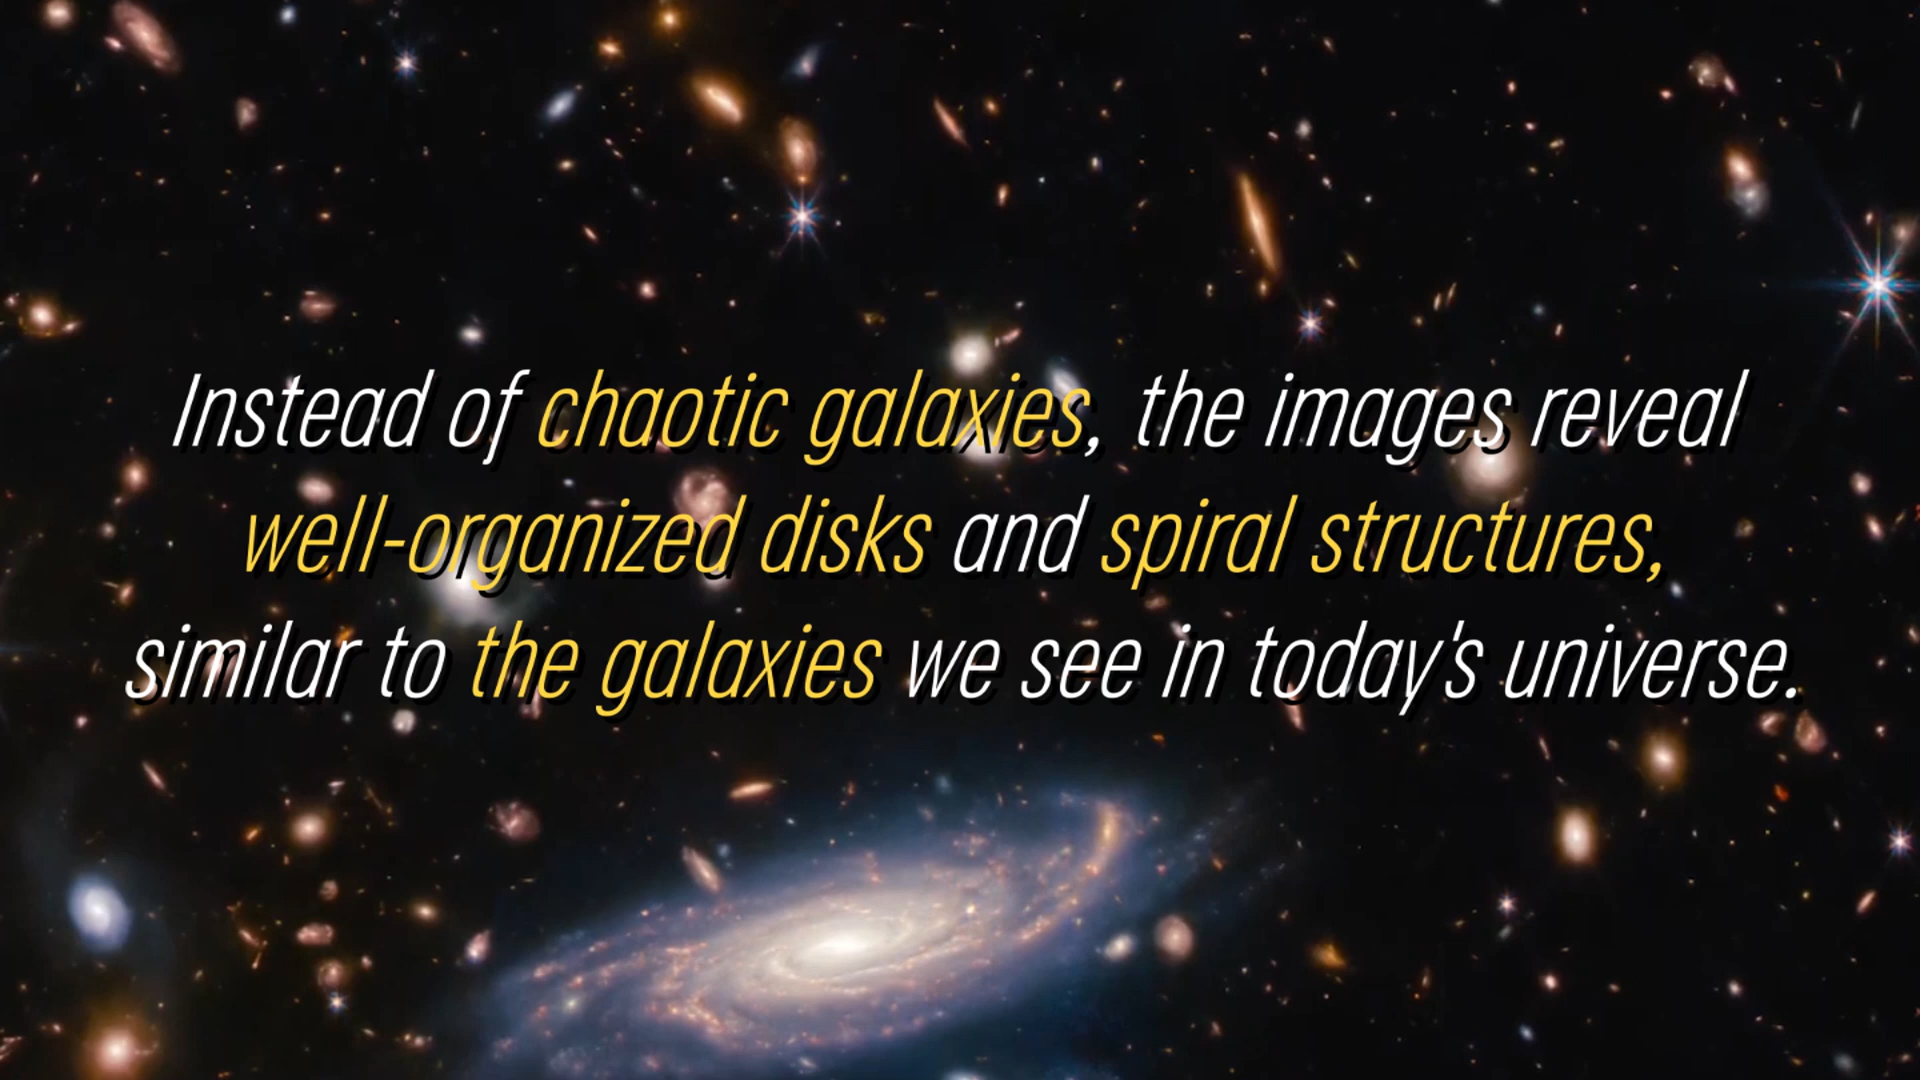 Instead of chaotic galaxies, the images reveal
well-organized disks and spiral structures,
similar to the galaxies we see in today's universe.